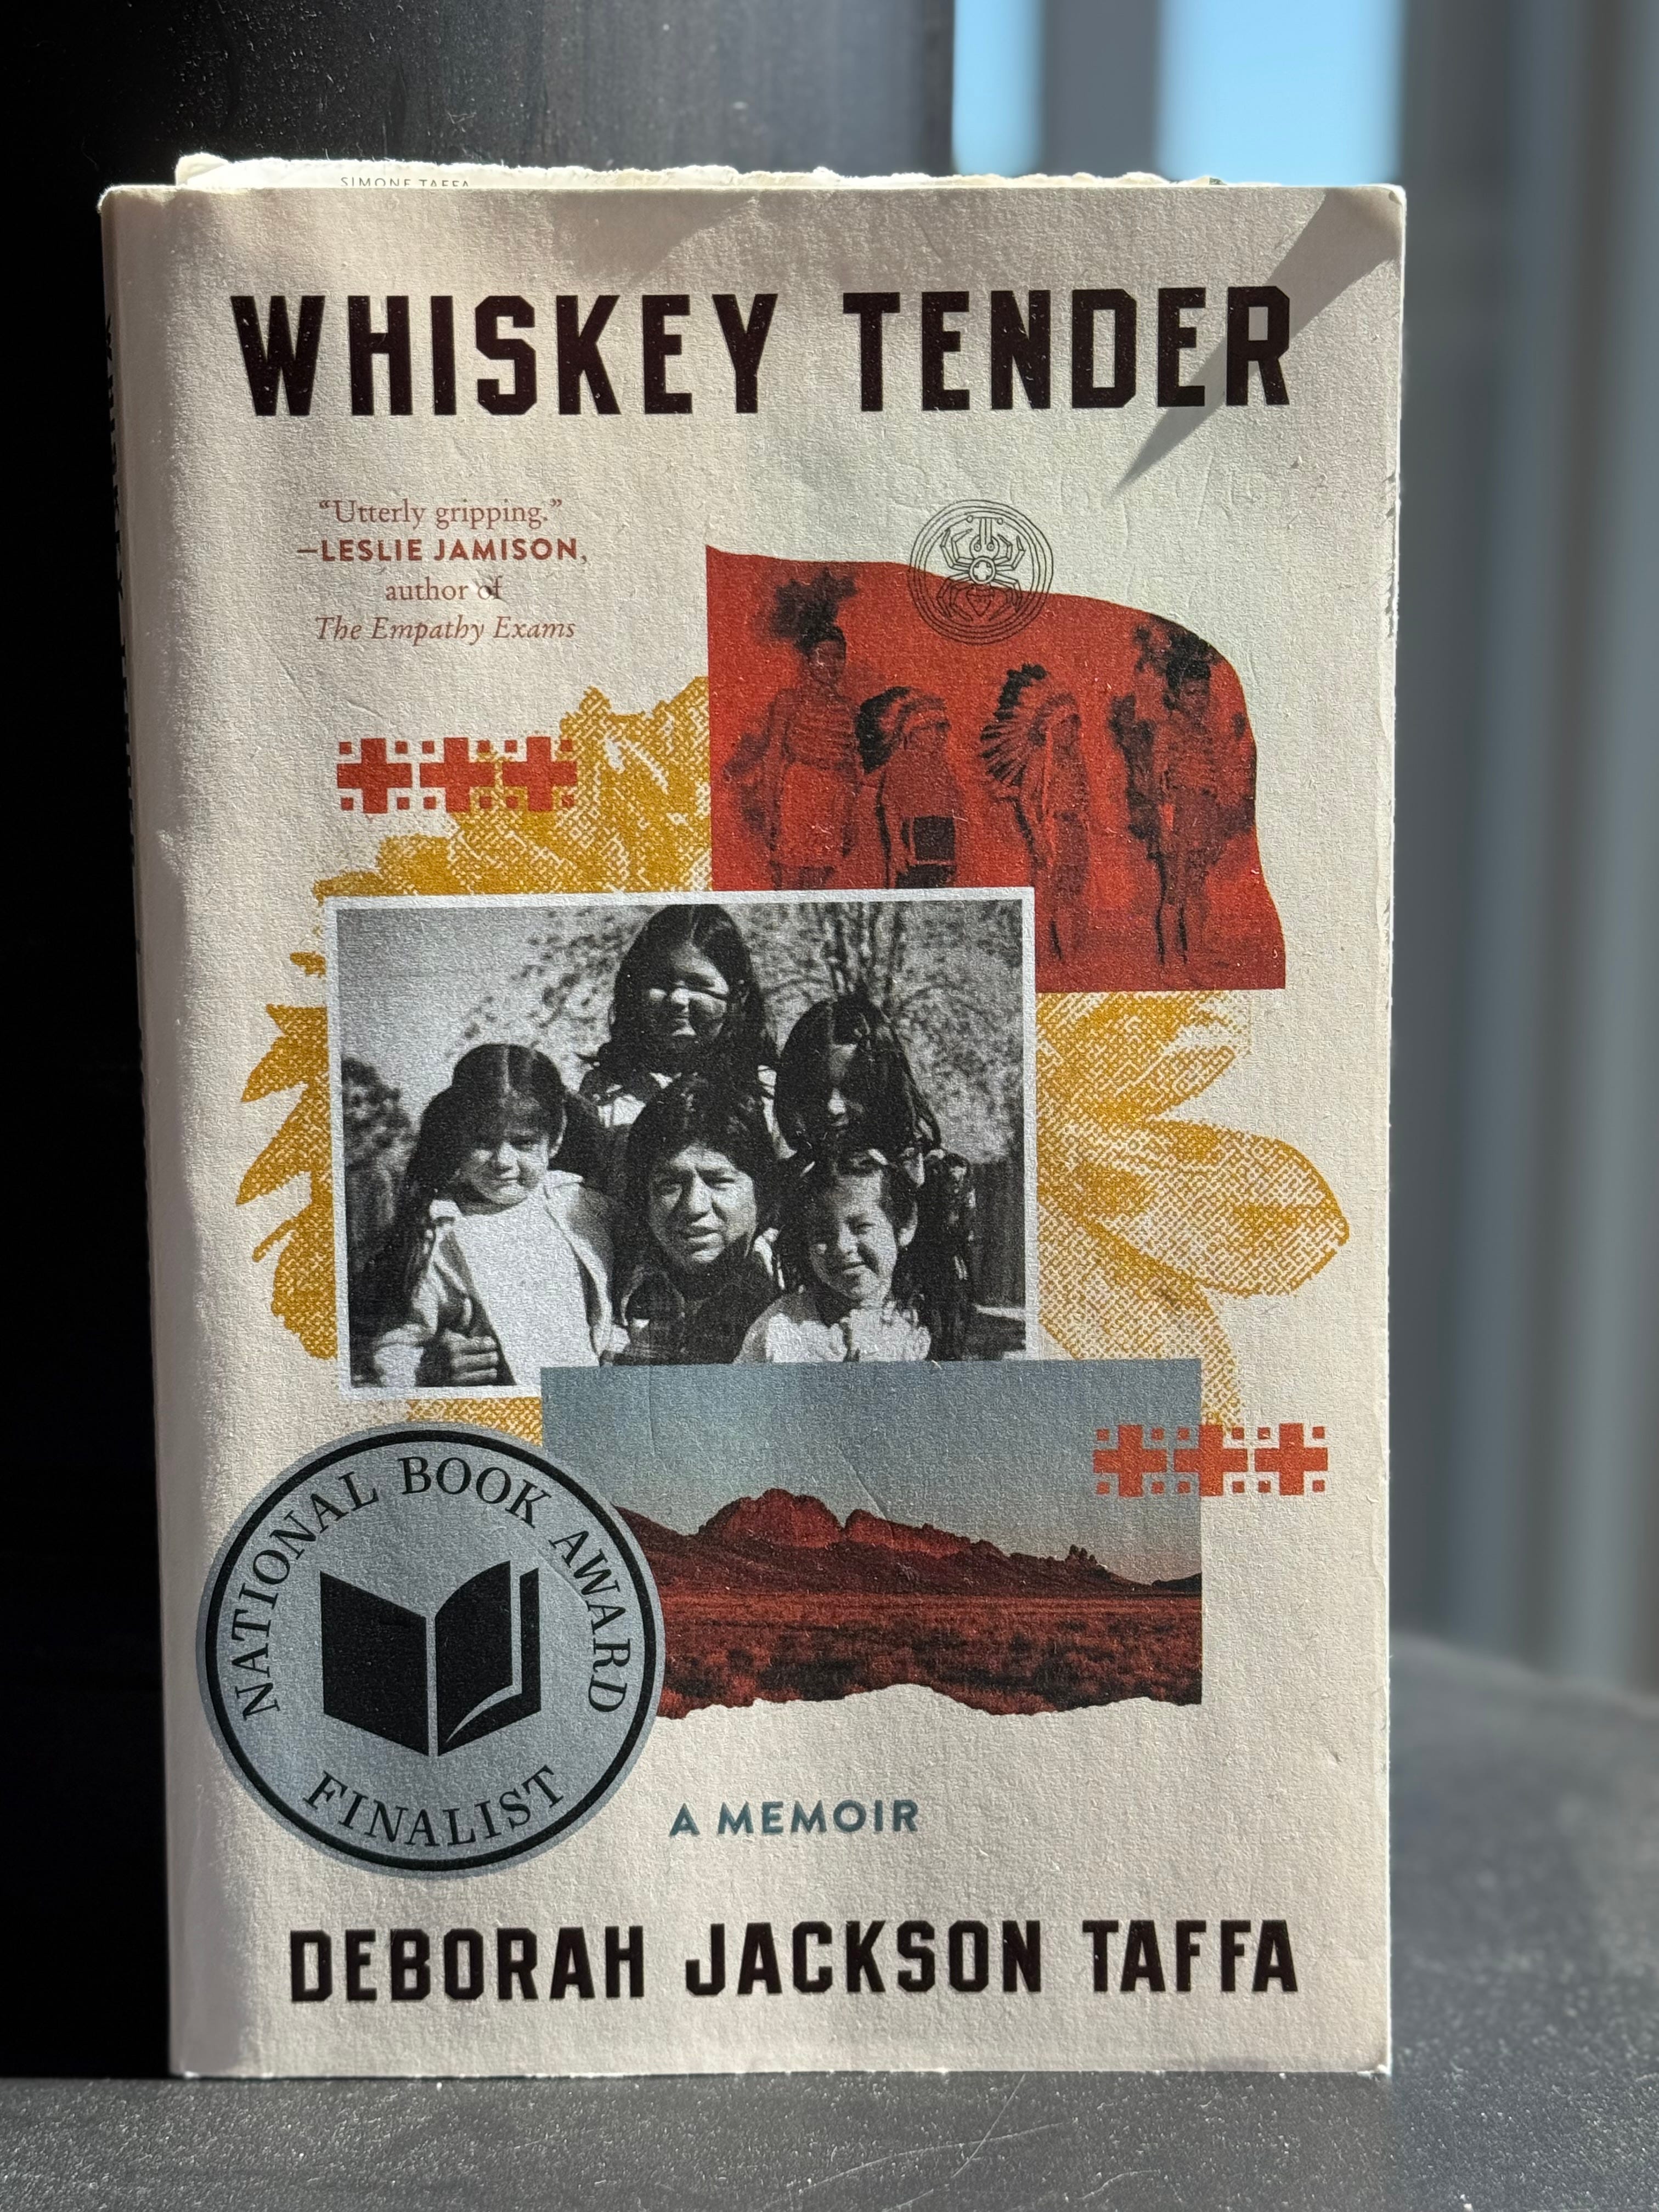 SIMONE TAFFA
WHISKEY TENDER
“Utterly gripping.”
—LESLIE JAMISON,
author of
The Empathy Exams
NATIONAL BOOK AWARD
FINALIST
A MEMOIR
DEBORAH JACKSON TAFFA